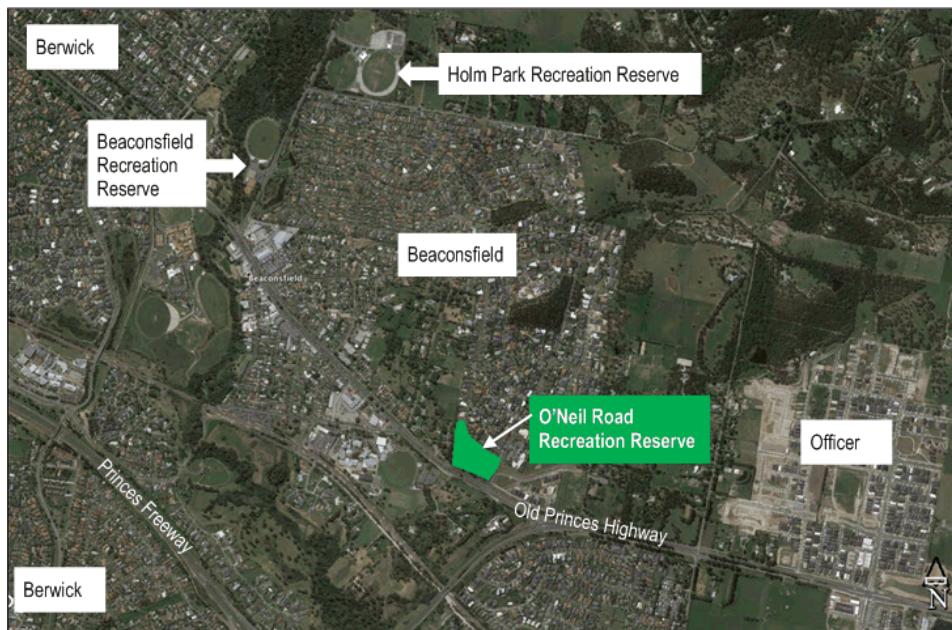 Berwick
Holm Park Recreation Reserve
Beaconsfield
Recreation
Reserve
Beaconsfield
Beaconsfield
O'Neil Road
Recreation Reserve
Officer
Princes Freeway
Old Princes Highway
Berwick
N